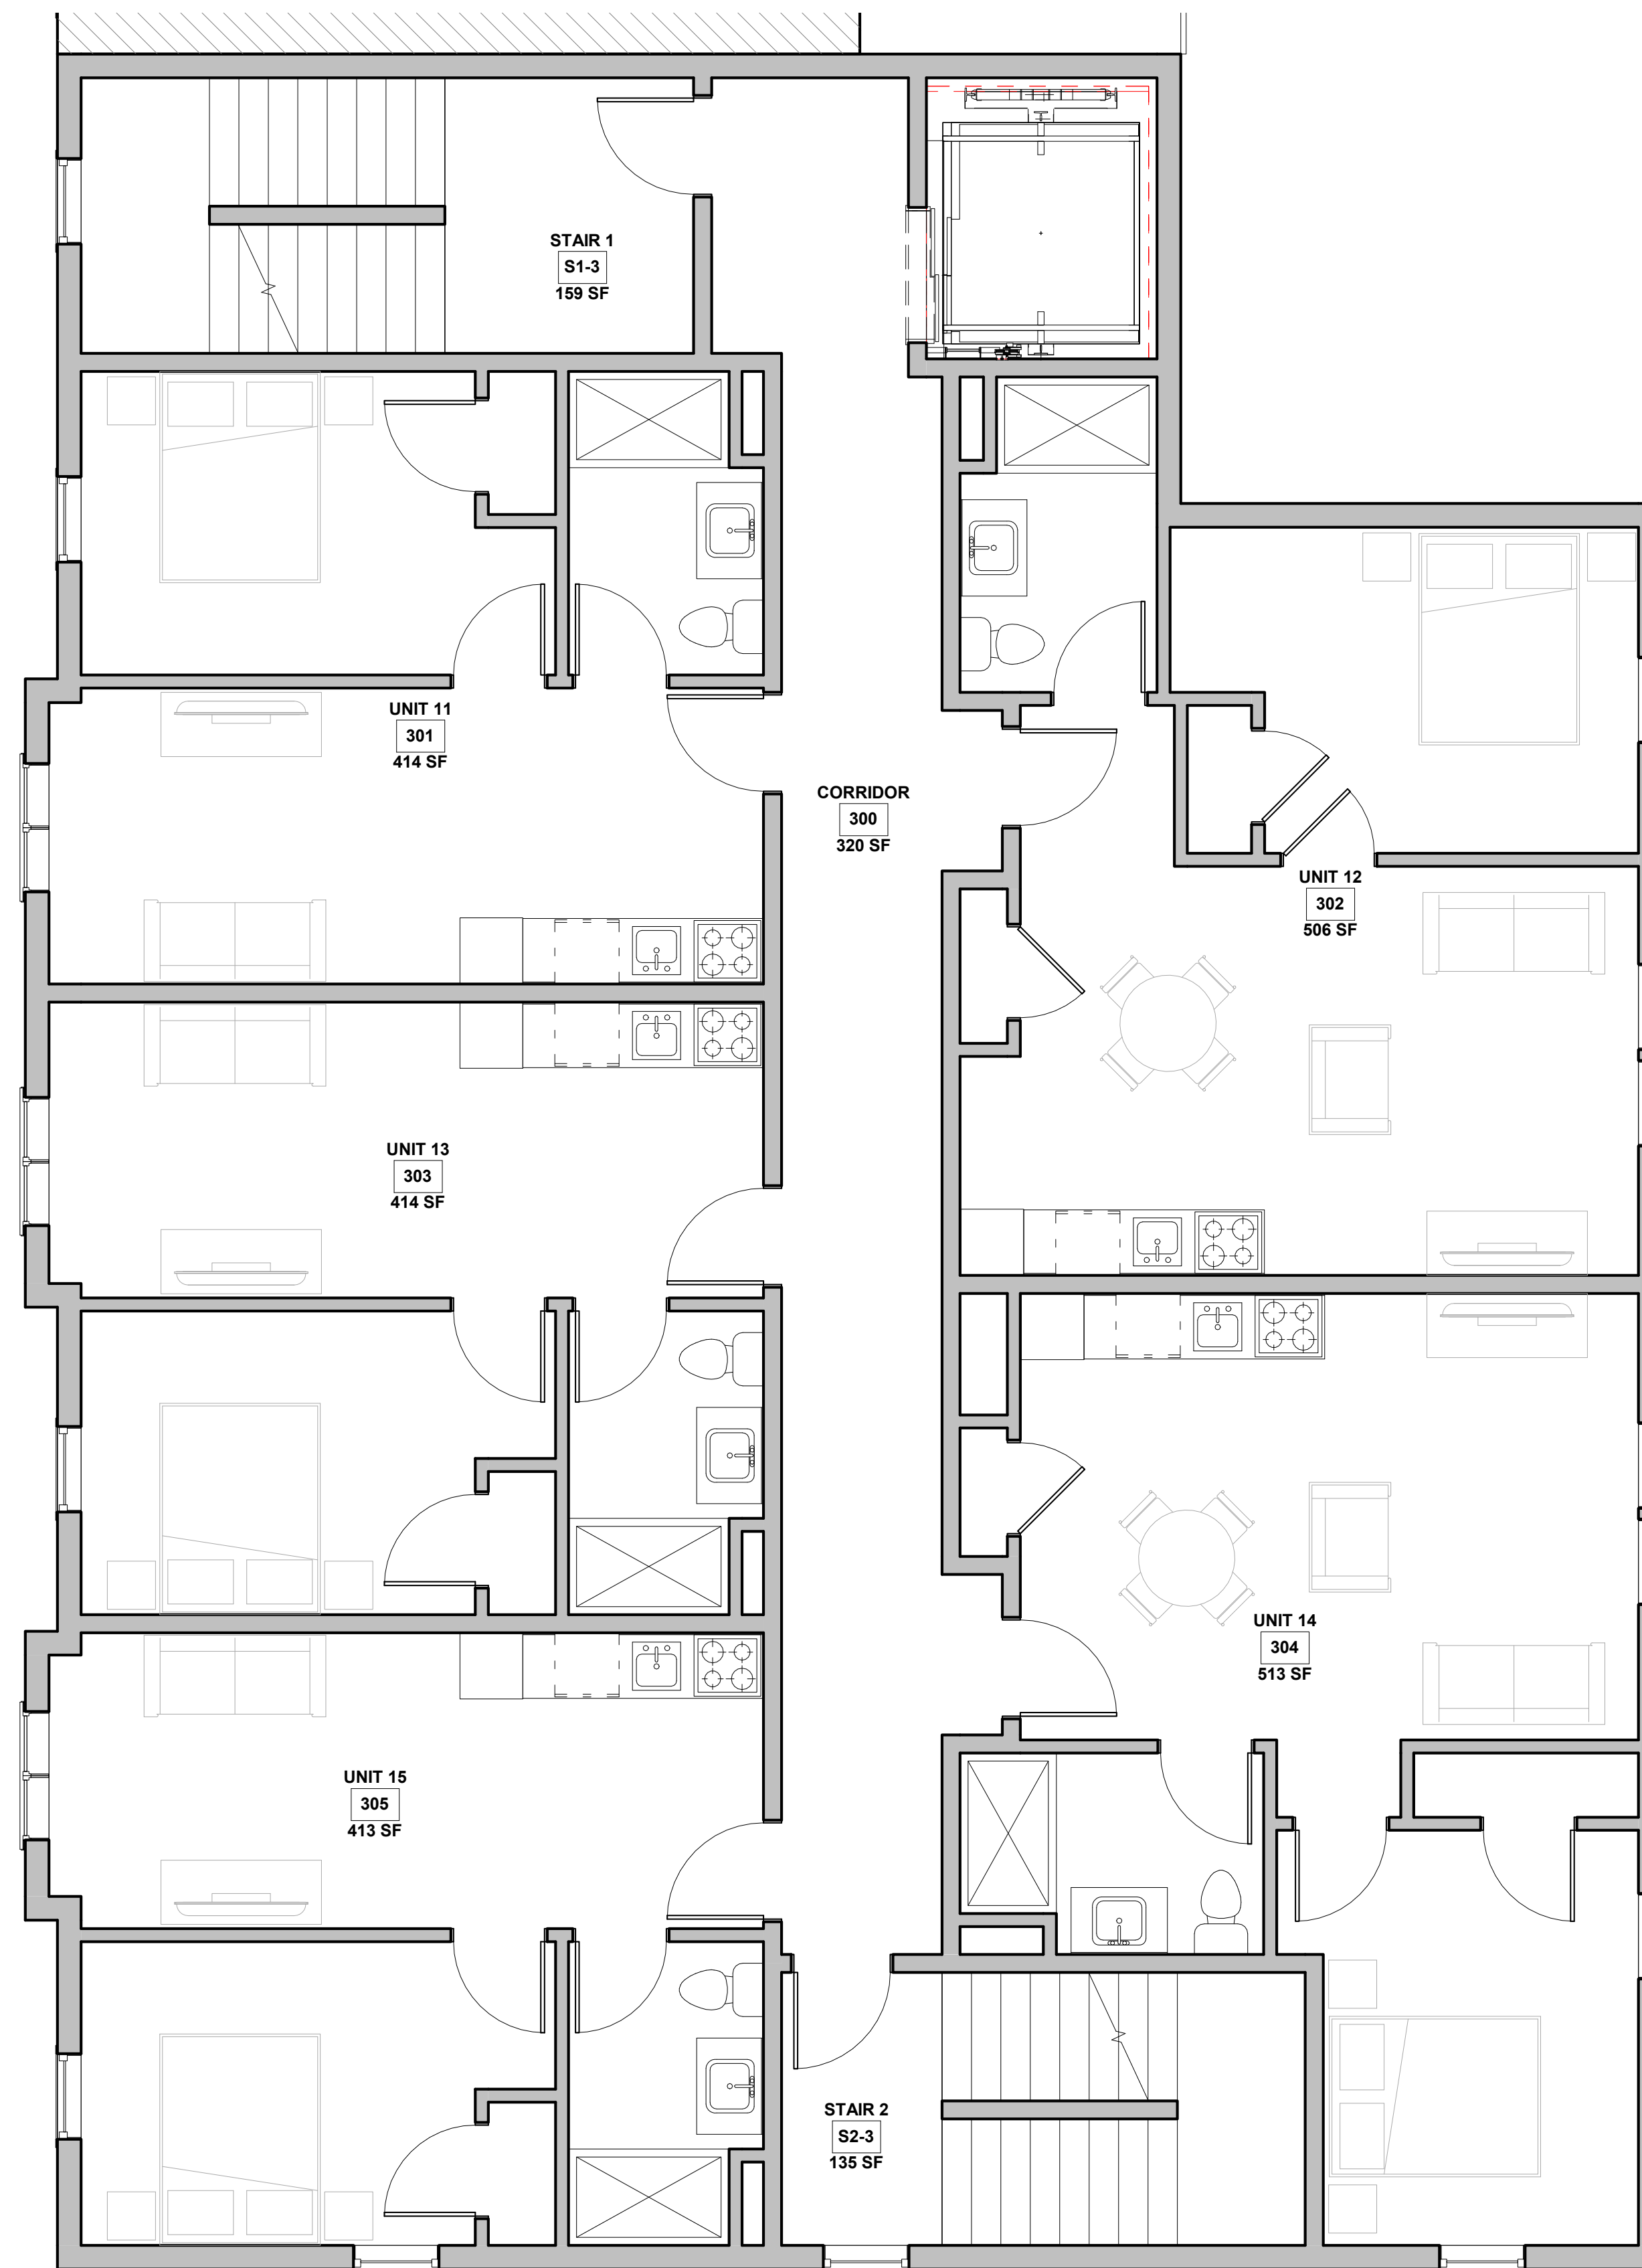 STAIR 1
S1-3
159 SF
UNIT 11
301
414 SF
CORRIDOR
300
320 SF
UNIT 12
302
506 SF
UNIT 13
303
414 SF
UNIT 14
304
513 SF
UNIT 15
305
413 SF
STAIR 2
S2-3
135 SF